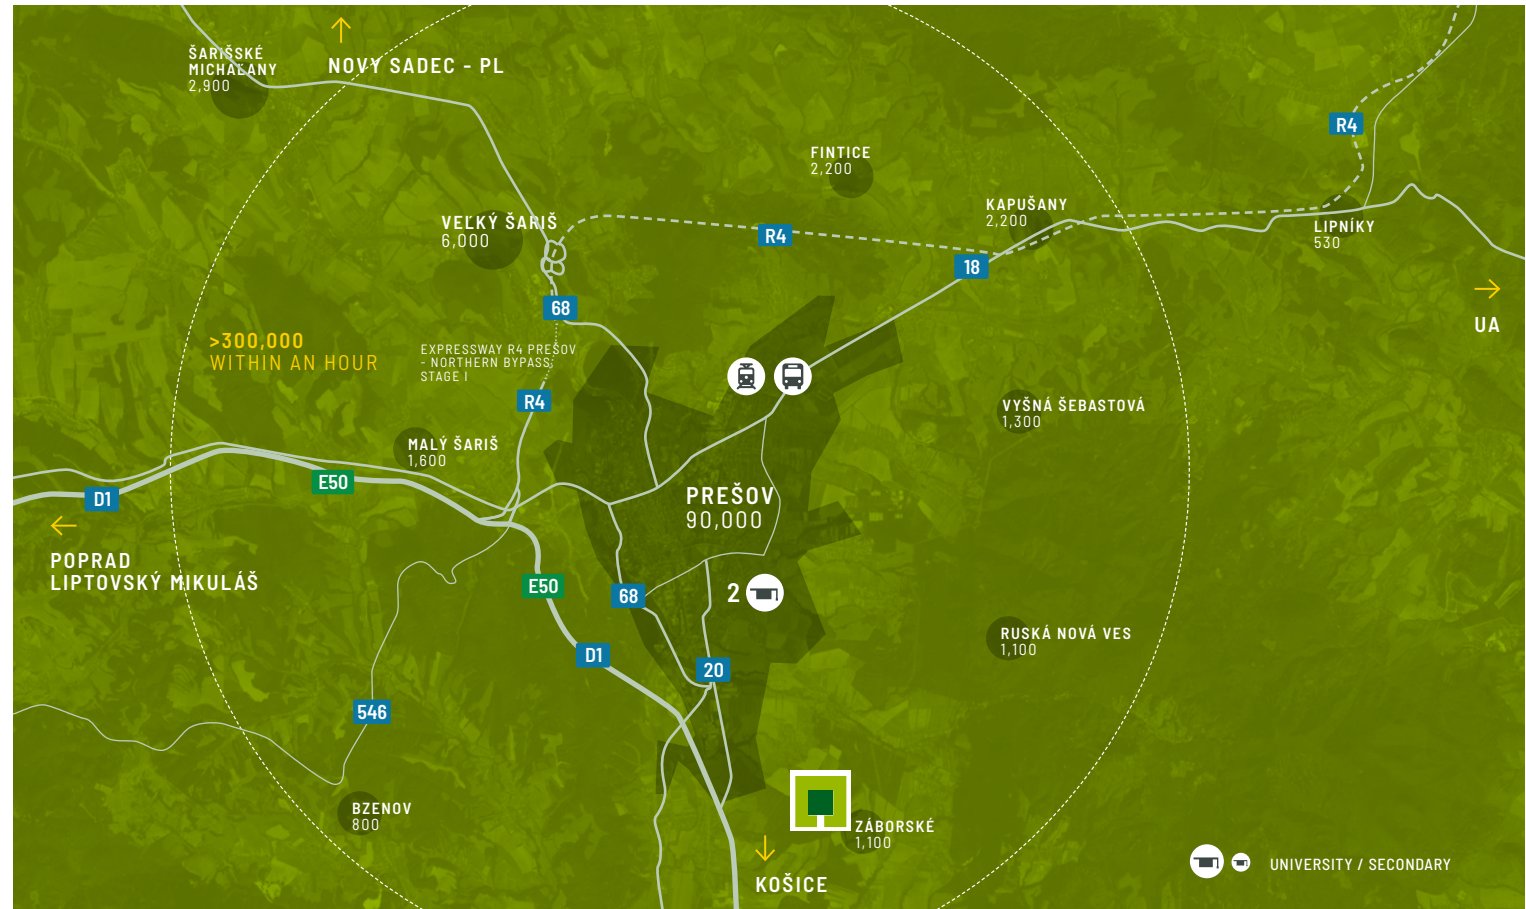 ŠARIŠSKÉ
MICHAĽANY
2,900
NOVÝ SADEC - PL
FINTICE
2,200
R4
KAPUŠANY
2,200
LIPNÍKY
530
VEĽKÝ ŠARIŠ
6,000
R4
18
68
UA
>300,000
WITHIN AN HOUR
EXPRESSWAY R4 PREŠOV
- NORTHERN BYPASS,
STAGE I
R4
VYŠNÁ ŠEBASTOVÁ
1,300
MALÝ ŠARIŠ
1,600
E50
D1
PREŠOV
90,000
POPRAD
LIPTOVSKÝ MIKULÁŠ
E50
68
2
D1
20
RUSKÁ NOVÁ VES
1,100
546
BZENOV
800
ZÁBORSKÉ
1,100
KOŠICE
UNIVERSITY / SECONDARY